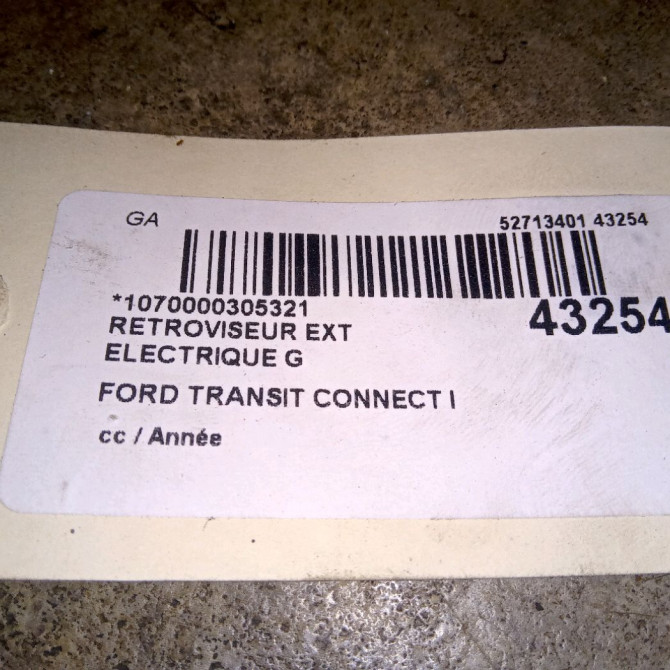 GA
52713401 43254
*1070000305321
43254
RETROVISEUR EXT
ELECTRIQUE G
FORD TRANSIT CONNECT I
cc / Année